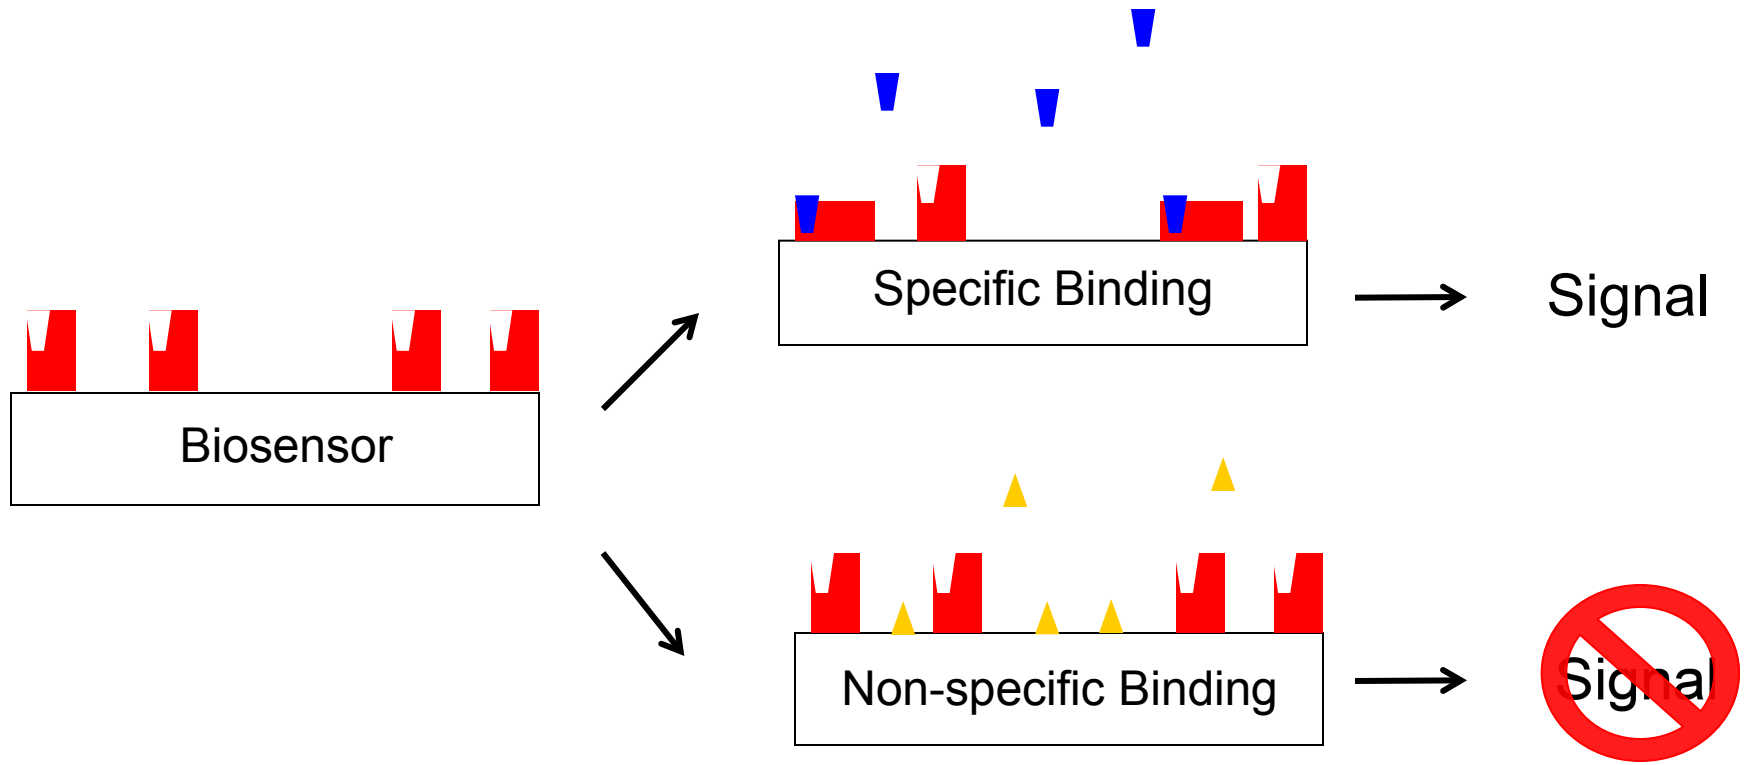 Biosensor
Specific Binding
Signal
Non-specific Binding
Signal